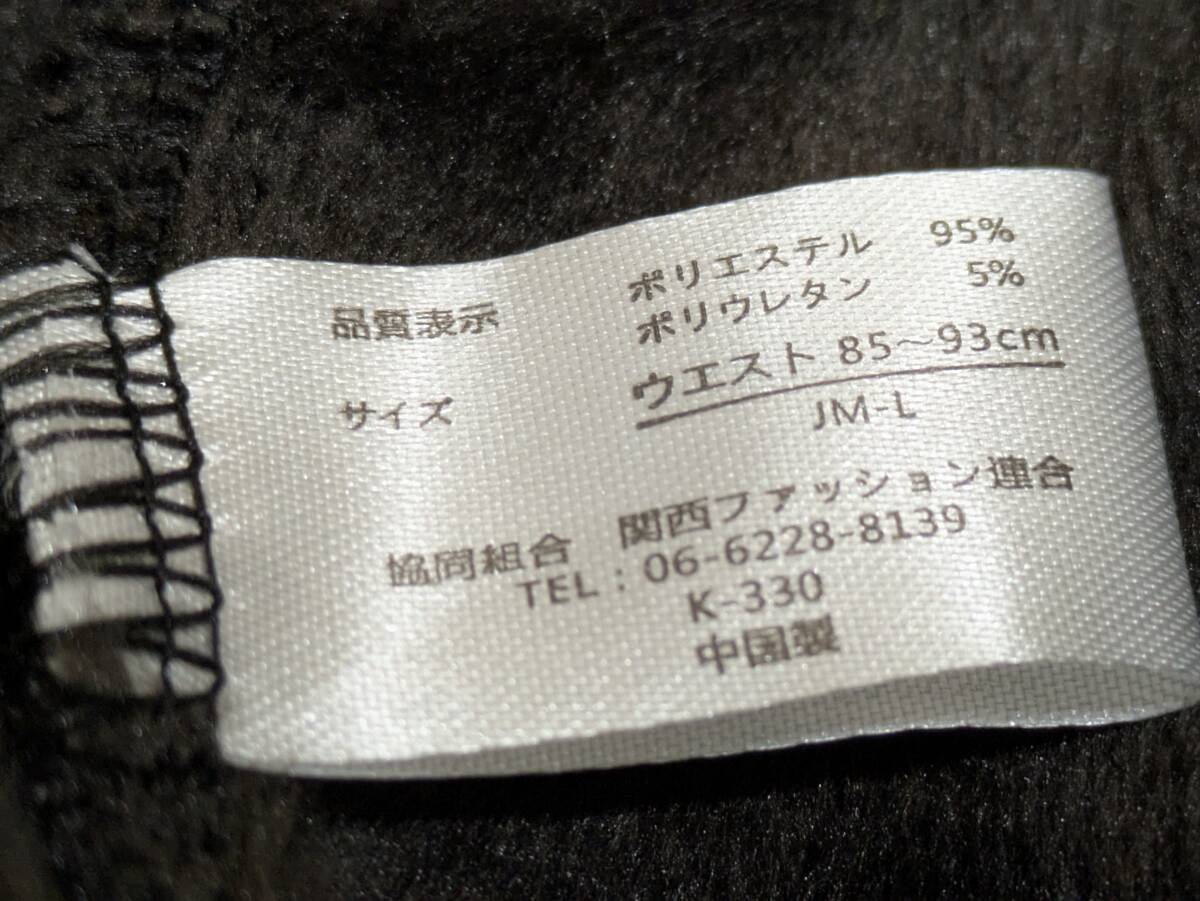 品質表示 ポリエステル 95%
ポリウレタン 5%
サイズ ウエスト 85～93cm
JM-L
協同組合 関西ファッション連合
TEL：06-6228-8139
K-330
中国製